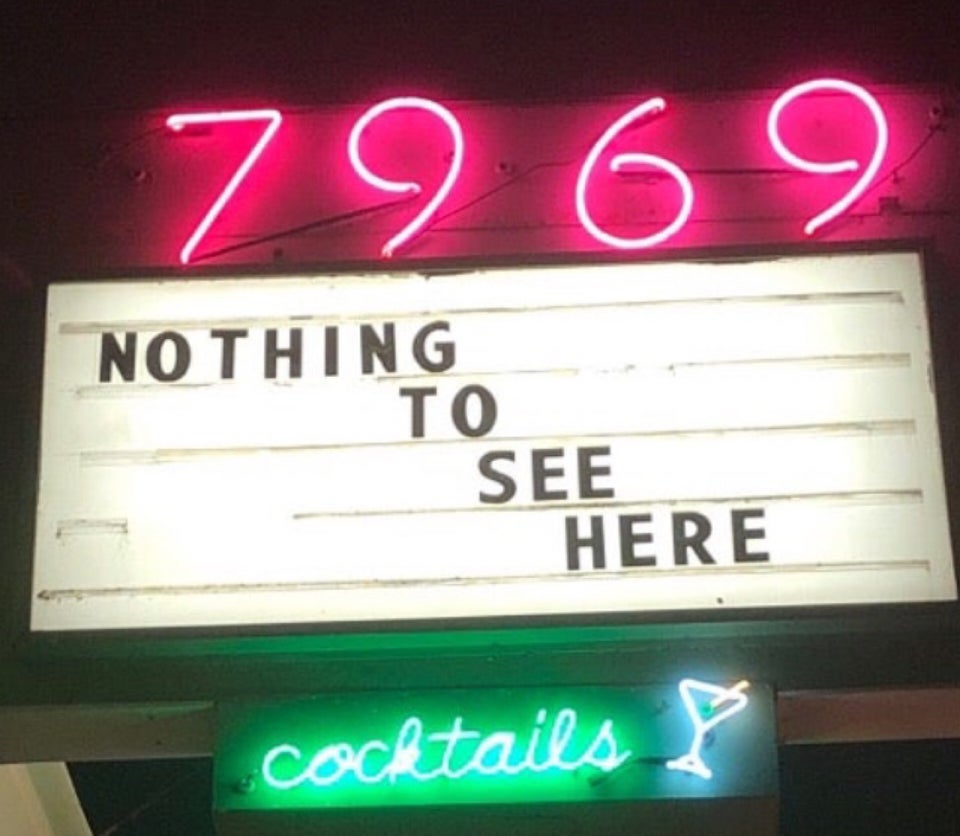 7969
NOTHING
TO
SEE
HERE
cocktails